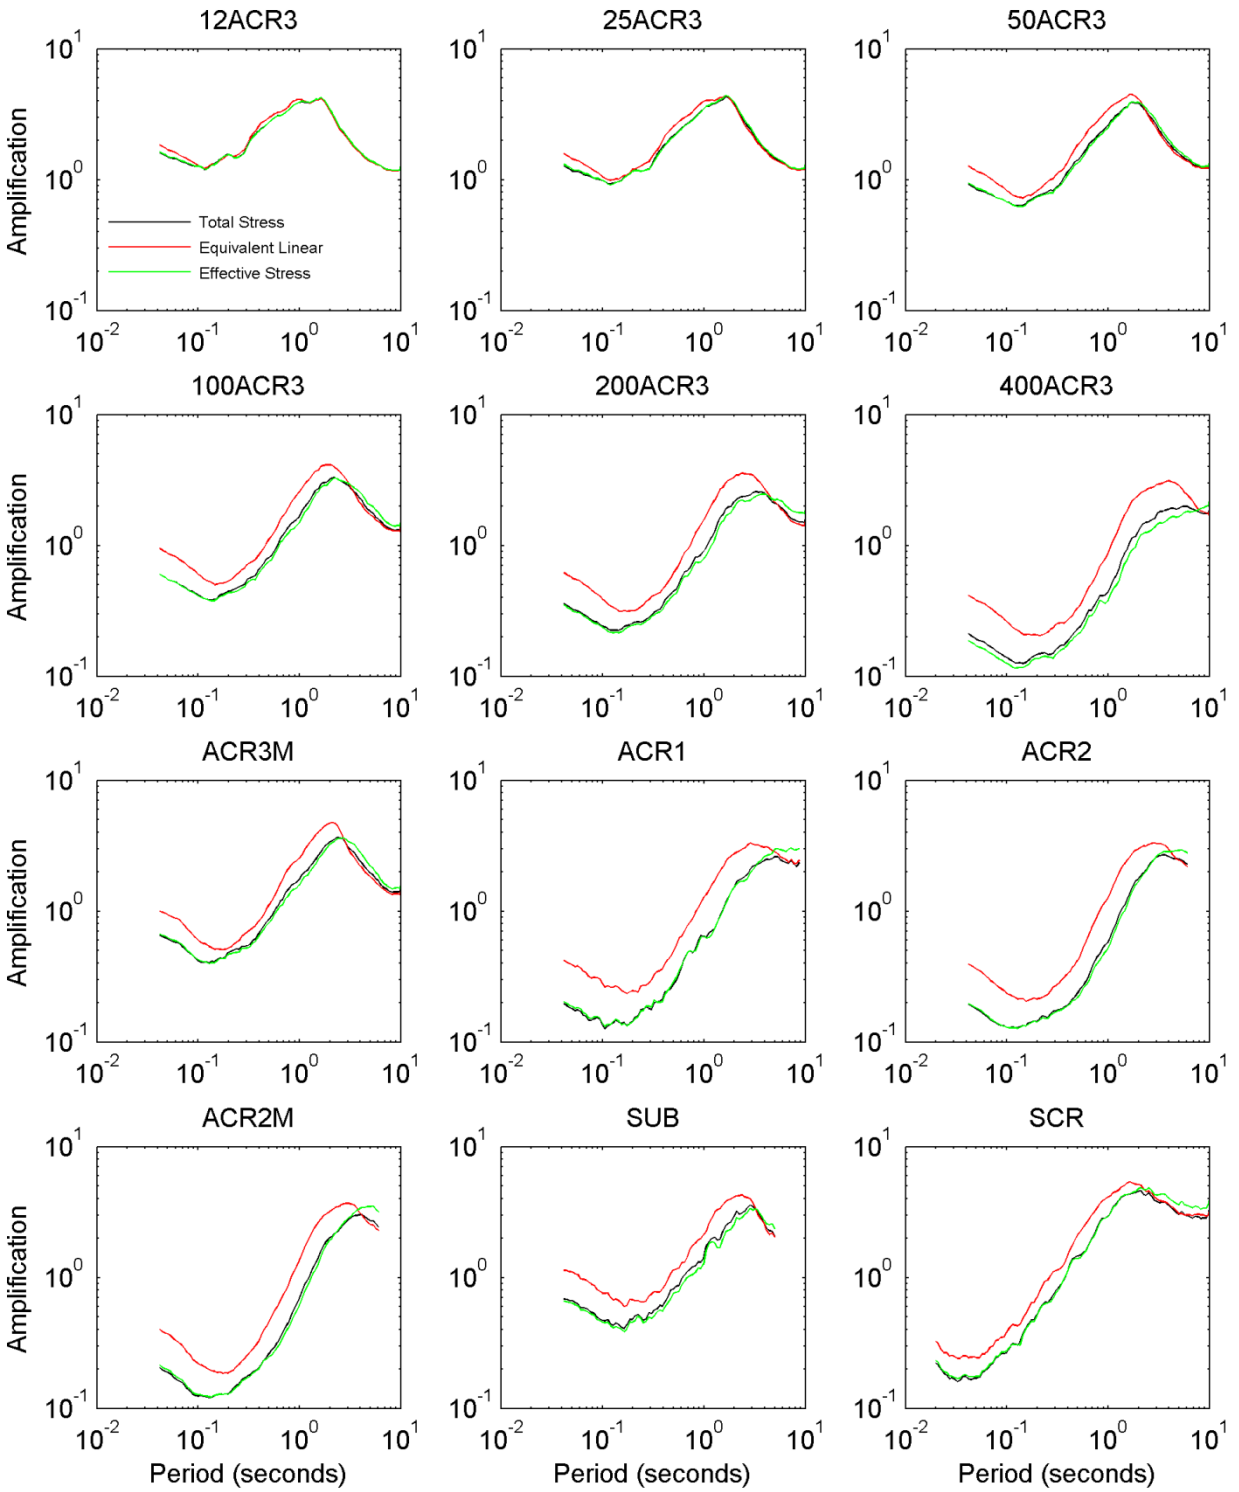 12ACR3 25ACR3 50ACR3
10^1 10^1 10^1
Amplification
10^0 10^0 10^0
Total Stress
Equivalent Linear
Effective Stress
10^-1 10^-1 10^-1
10^-2 10^-1 10^0 10^1 10^-2 10^-1 10^0 10^1 10^-2 10^-1 10^0 10^1
100ACR3 200ACR3 400ACR3
10^1 10^1 10^1
Amplification
10^0 10^0 10^0
10^-1 10^-1 10^-1
10^-2 10^-1 10^0 10^1 10^-2 10^-1 10^0 10^1 10^-2 10^-1 10^0 10^1
ACR3M ACR1 ACR2
10^1 10^1 10^1
Amplification
10^0 10^0 10^0
10^-1 10^-1 10^-1
10^-2 10^-1 10^0 10^1 10^-2 10^-1 10^0 10^1 10^-2 10^-1 10^0 10^1
ACR2M SUB SCR
10^1 10^1 10^1
Amplification
10^0 10^0 10^0
10^-1 10^-1 10^-1
10^-2 10^-1 10^0 10^1 10^-2 10^-1 10^0 10^1 10^-2 10^-1 10^0 10^1
Period (seconds) Period (seconds) Period (seconds)